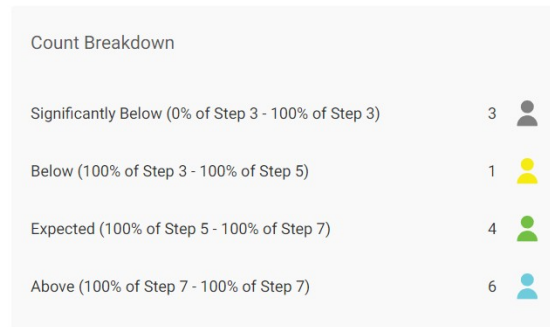 Count Breakdown
Significantly Below (0% of Step 3 - 100% of Step 3) 3
Below (100% of Step 3 - 100% of Step 5) 1
Expected (100% of Step 5 - 100% of Step 7) 4
Above (100% of Step 7 - 100% of Step 7) 6